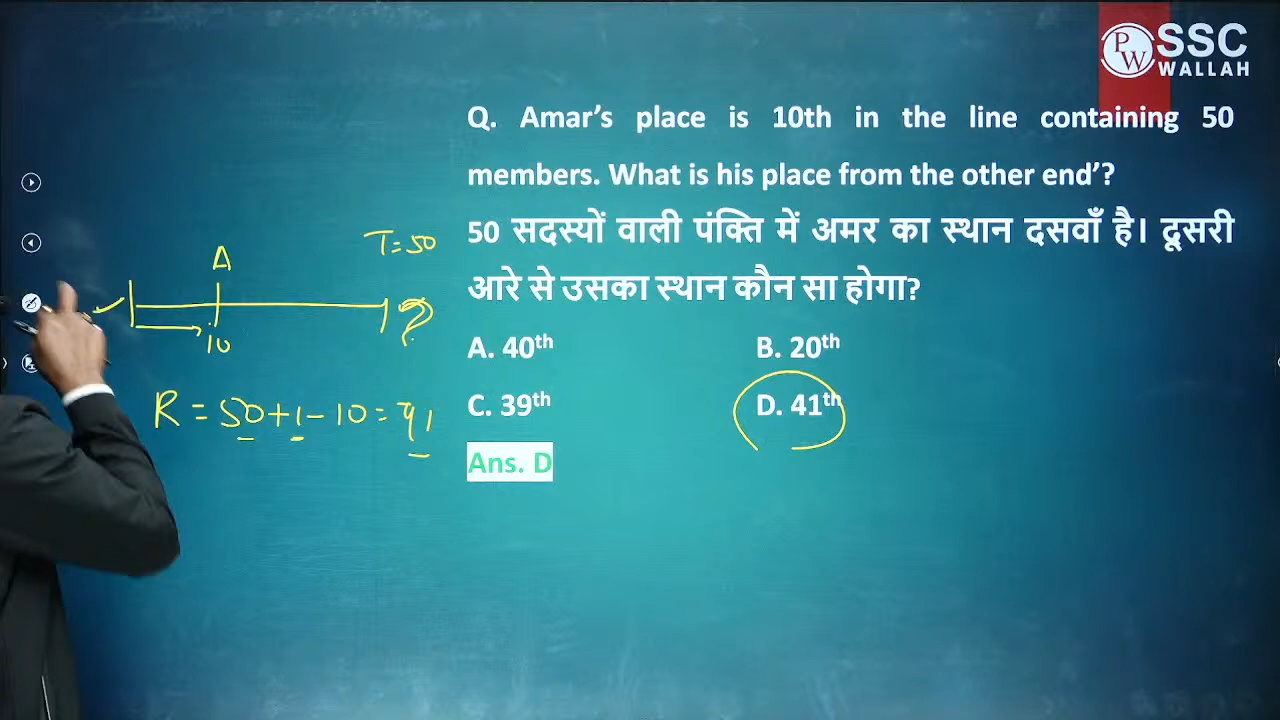 PW SSC
WALLAH
Q. Amar’s place is 10th in the line containing 50
members. What is his place from the other end’?
50 सदस्यों वाली पंक्ति में अमर का स्थान दसवाँ है। दूसरी
आरे से उसका स्थान कौन सा होगा?
A. 40th
B. 20th
C. 39th
D. 41th
Ans. D
T=50
A
?
10
R = 50+1-10=41